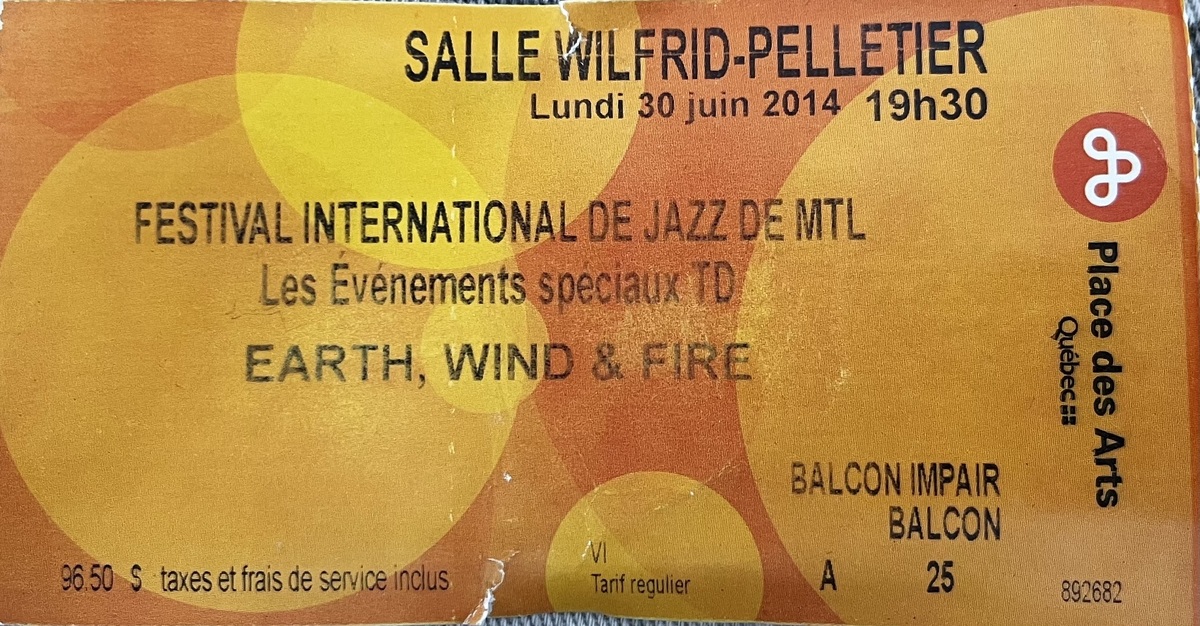 SALLE WILFRID-PELLETIER
Lundi 30 juin 2014 19h30
FESTIVAL INTERNATIONAL DE JAZZ DE MTL
Les Événements spéciaux TD
EARTH, WIND & FIRE
Place des Arts
Québec
BALCON IMPAIR
BALCON
VI
96.50 $ taxes et frais de service inclus
Tarif regulier
A 25
892682